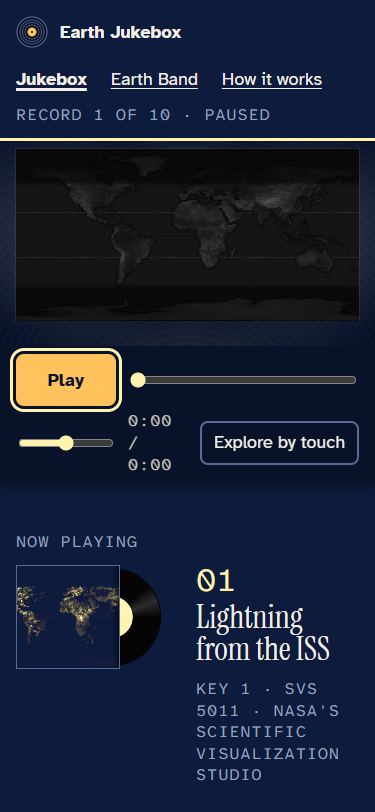 Earth Jukebox
Jukebox Earth Band How it works
RECORD 1 OF 10 · PAUSED
Play
0:00
/
0:00
Explore by touch
NOW PLAYING
01
Lightning
from the ISS
KEY 1 · SVS
5011 · NASA'S
SCIENTIFIC
VISUALIZATION
STUDIO